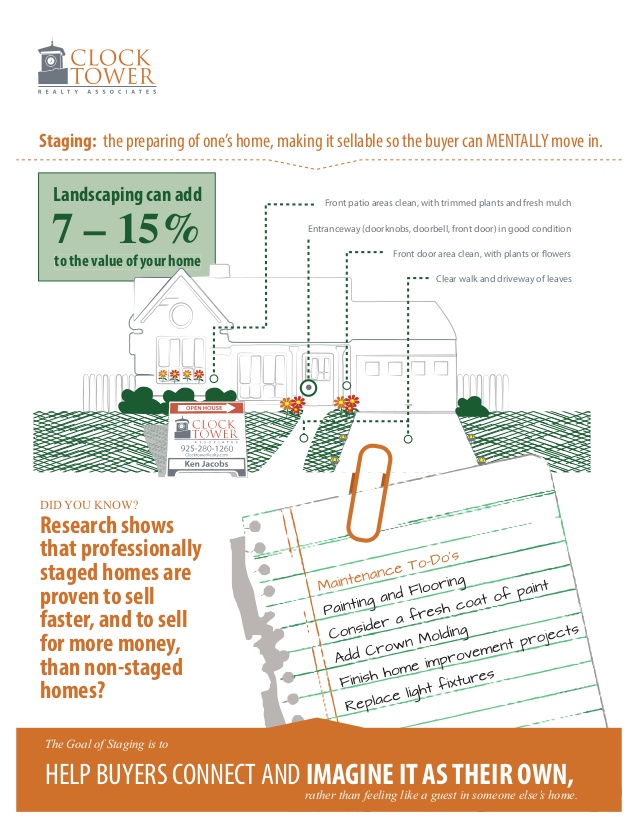 CLOCK
TOWER
REALTY ASSOCIATES
Staging: the preparing of one's home, making it sellable so the buyer can MENTALLY move in.
Landscaping can add
7 – 15%
to the value of your home
Front patio areas clean, with trimmed plants and fresh mulch
Entranceway (doorknobs, doorbell, front door) in good condition
Front door area clean, with plants or flowers
Clear walk and driveway of leaves
OPEN HOUSE
CLOCK
TOWER
ASSOCIATES
925-280-1260
ClocktowerRealty.com
Ken Jacobs
DID YOU KNOW?
Research shows
that professionally
staged homes are
proven to sell
faster, and to sell
for more money,
than non-staged
homes?
Maintenance To-Do's
Painting and Flooring
Consider a fresh coat of paint
Add Crown Molding
Finish home improvement projects
Replace light fixtures
The Goal of Staging is to
HELP BUYERS CONNECT AND IMAGINE IT AS THEIR OWN,
rather than feeling like a guest in someone else's home.